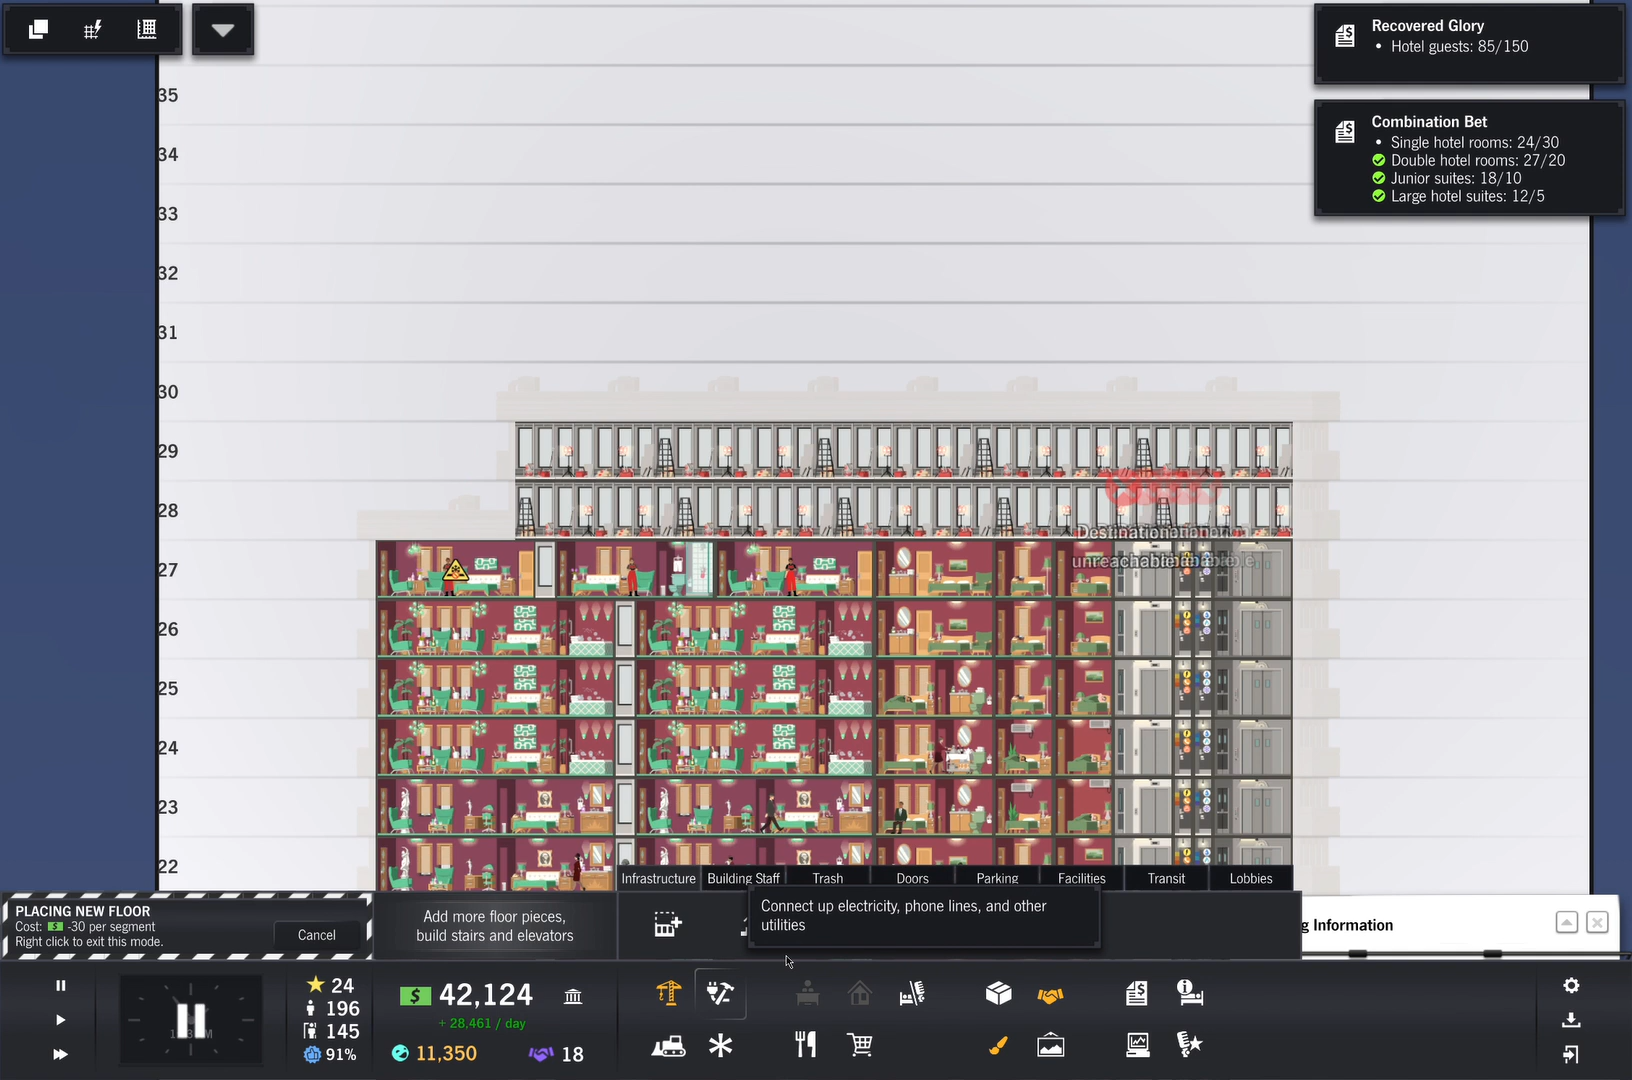 Recovered Glory
• Hotel guests: 85/150
Combination Bet
• Single hotel rooms: 24/30
Double hotel rooms: 27/20
Junior suites: 18/10
Large hotel suites: 12/5
35
34
33
32
31
30
29
28
27
26
25
24
23
22
Destination
unreachable
Infrastructure
Building Staff
Trash
Doors
Parking
Facilities
Transit
Lobbies
PLACING NEW FLOOR
Cost: $ -30 per segment
Right click to exit this mode.
Cancel
Add more floor pieces,
build stairs and elevators
Connect up electricity, phone lines, and other
utilities
g Information
24
196
145
91%
$ 42,124
+ 28,461 / day
11,350
18